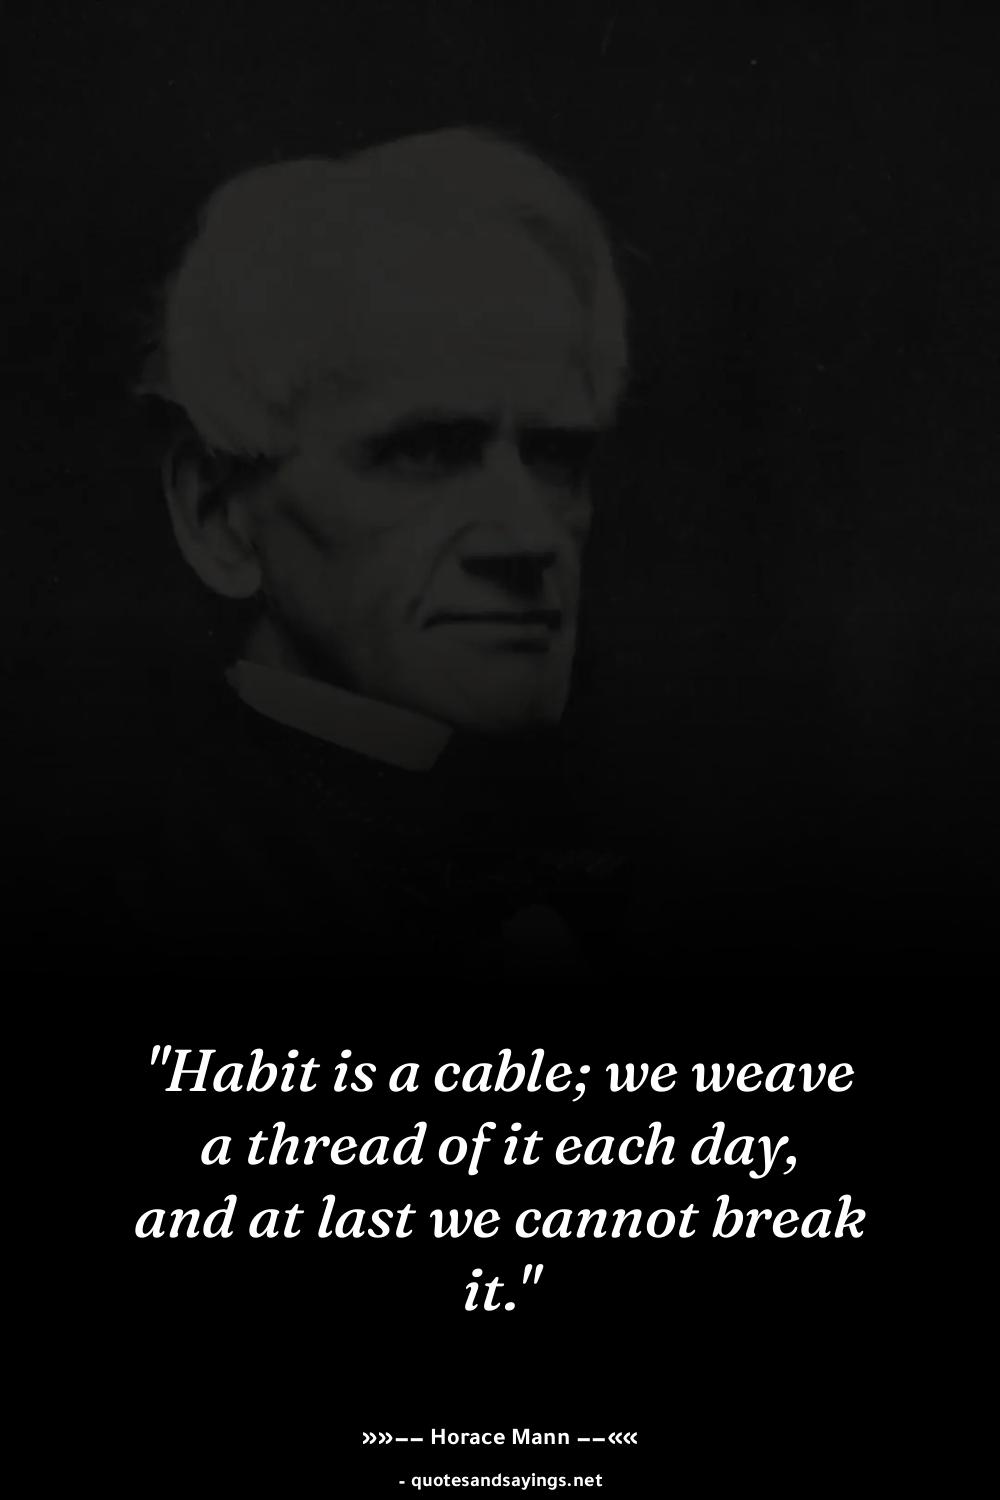 "Habit is a cable; we weave
a thread of it each day,
and at last we cannot break
it."
»»–– Horace Mann ––««
- quotesandsayings.net